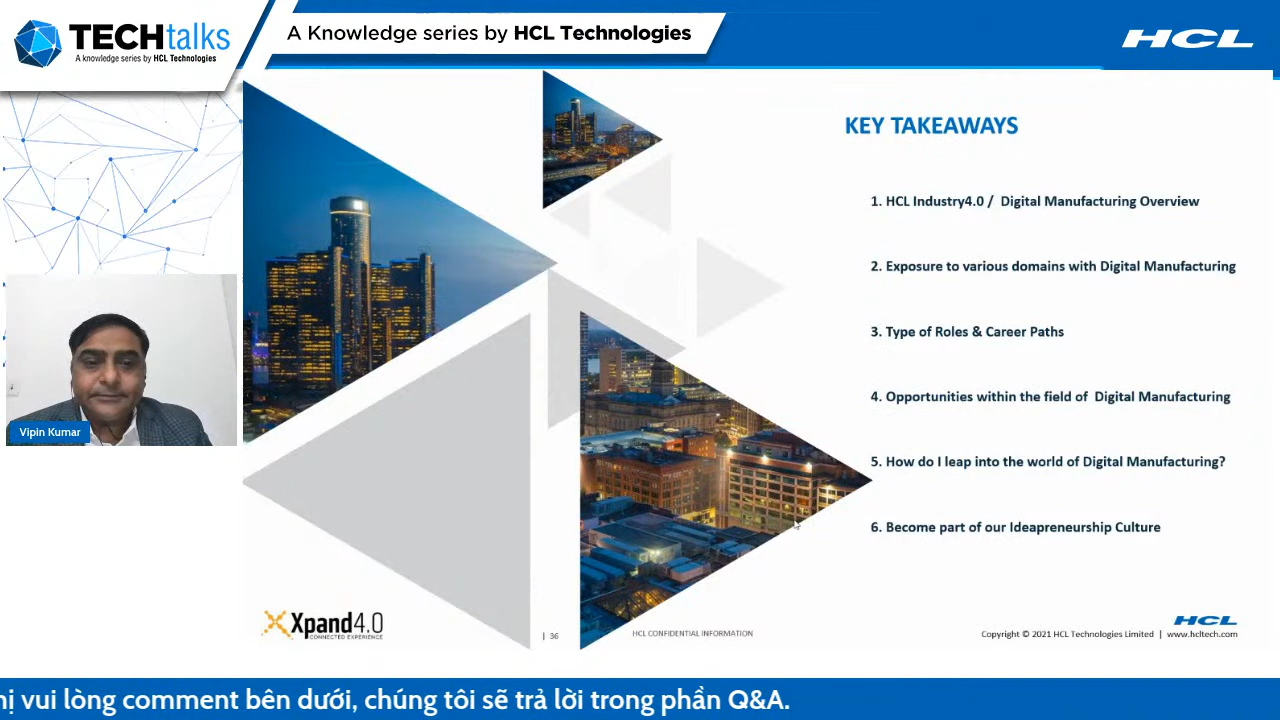 TECHtalks
A knowledge series by HCL Technologies
A Knowledge series by HCL Technologies
HCL
KEY TAKEAWAYS
1. HCL Industry4.0 / Digital Manufacturing Overview
2. Exposure to various domains with Digital Manufacturing
3. Type of Roles & Career Paths
4. Opportunities within the field of Digital Manufacturing
5. How do I leap into the world of Digital Manufacturing?
6. Become part of our Ideapreneurship Culture
Vipin Kumar
Xpand4.0
CONNECTED EXPERIENCE
| 36
HCL CONFIDENTIAL INFORMATION
HCL
Copyright © 2021 HCL Technologies Limited | www.hcltech.com
vui lòng comment bên dưới, chúng tôi sẽ trả lời trong phần Q&A.